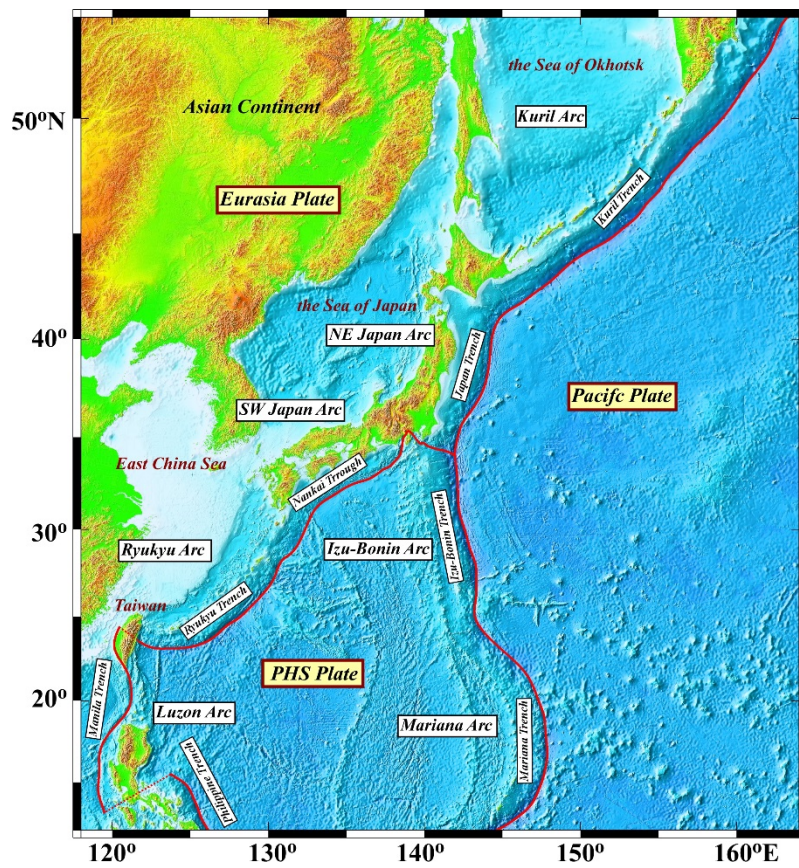 the Sea of Okhotsk
Asian Continent
Kuril Arc
50ºN
Eurasia Plate
Kuril Trench
the Sea of Japan
NE Japan Arc
40º
Japan Trench
Pacifc Plate
SW Japan Arc
East China Sea
Nankai Trrough
30º
Izu-Bonin Trench
Ryukyu Arc
Izu-Bonin Arc
Taiwan
Ryukyu Trench
PHS Plate
20º
Manila Trench
Luzon Arc
Mariana Arc
Mariana Trench
Philippine Trench
120º
130º
140º
150º
160ºE